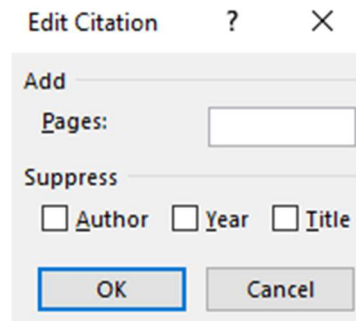 Edit Citation ?
Add
Pages:
Suppress
Author Year Title
OK Cancel